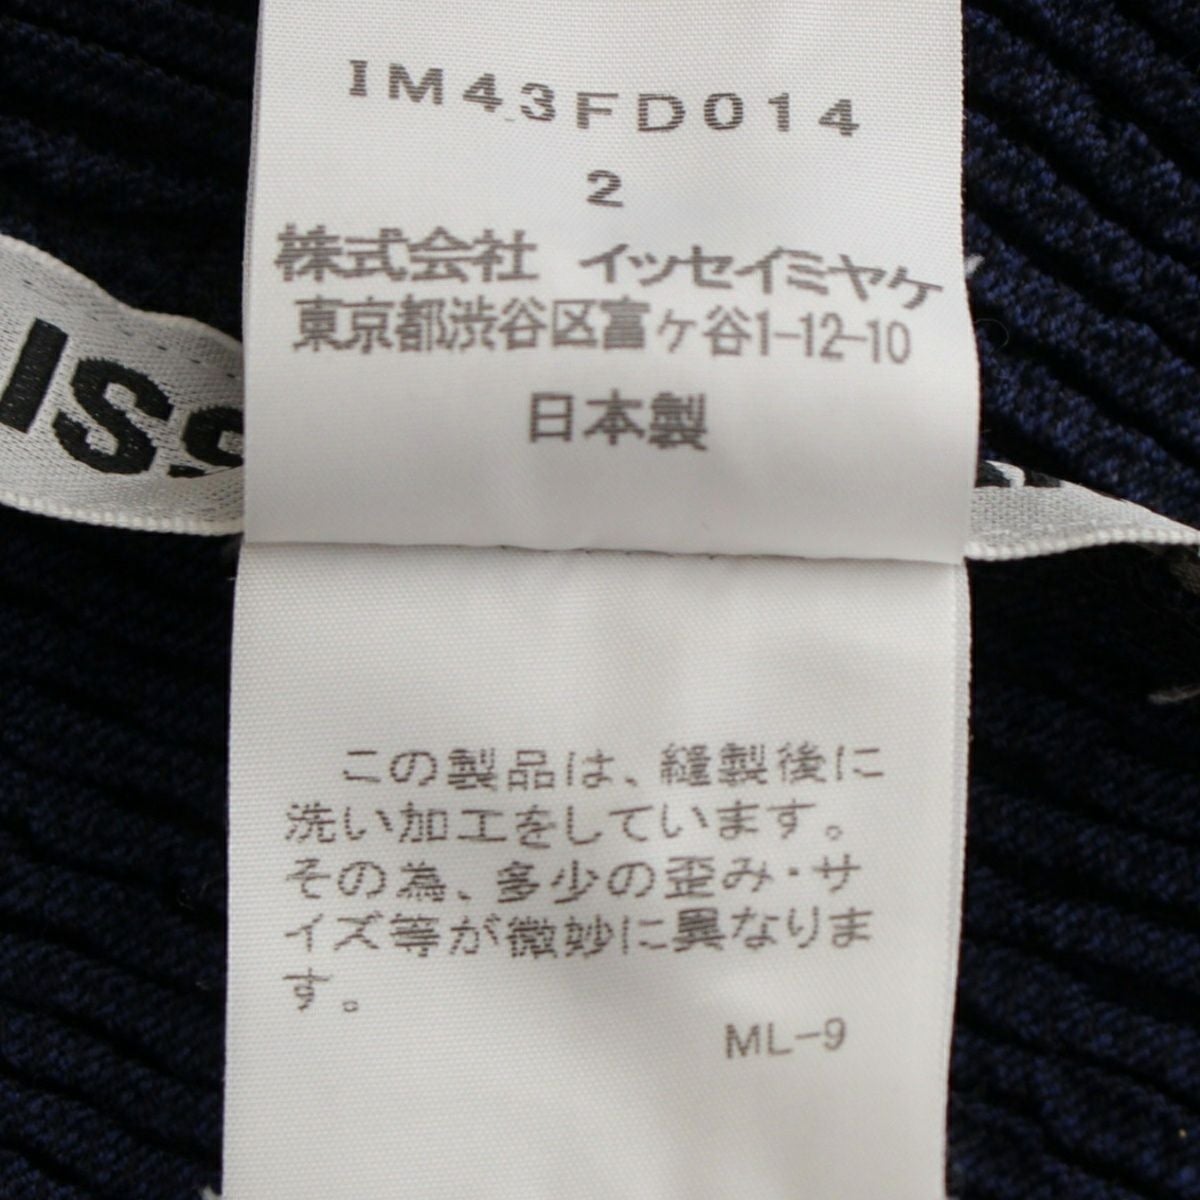 IM43FD014
2
株式会社 イッセイミヤケ
東京都渋谷区富ヶ谷1-12-10
日本製
ISS
この製品は、縫製後に
洗い加工をしています。
その為、多少の歪み・サ
イズ等が微妙に異なりま
す。
ML-9